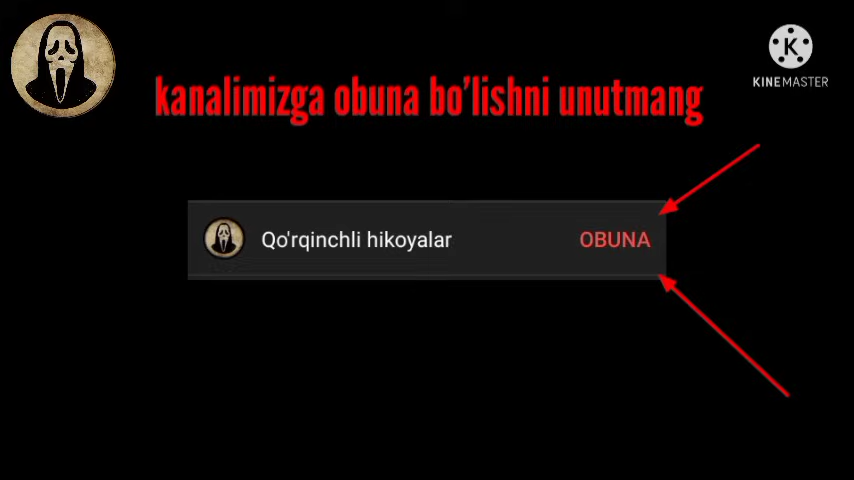 KINEMASTER
kanalimizga obuna bo'lishni unutmang
Qo'rqinchli hikoyalar OBUNA